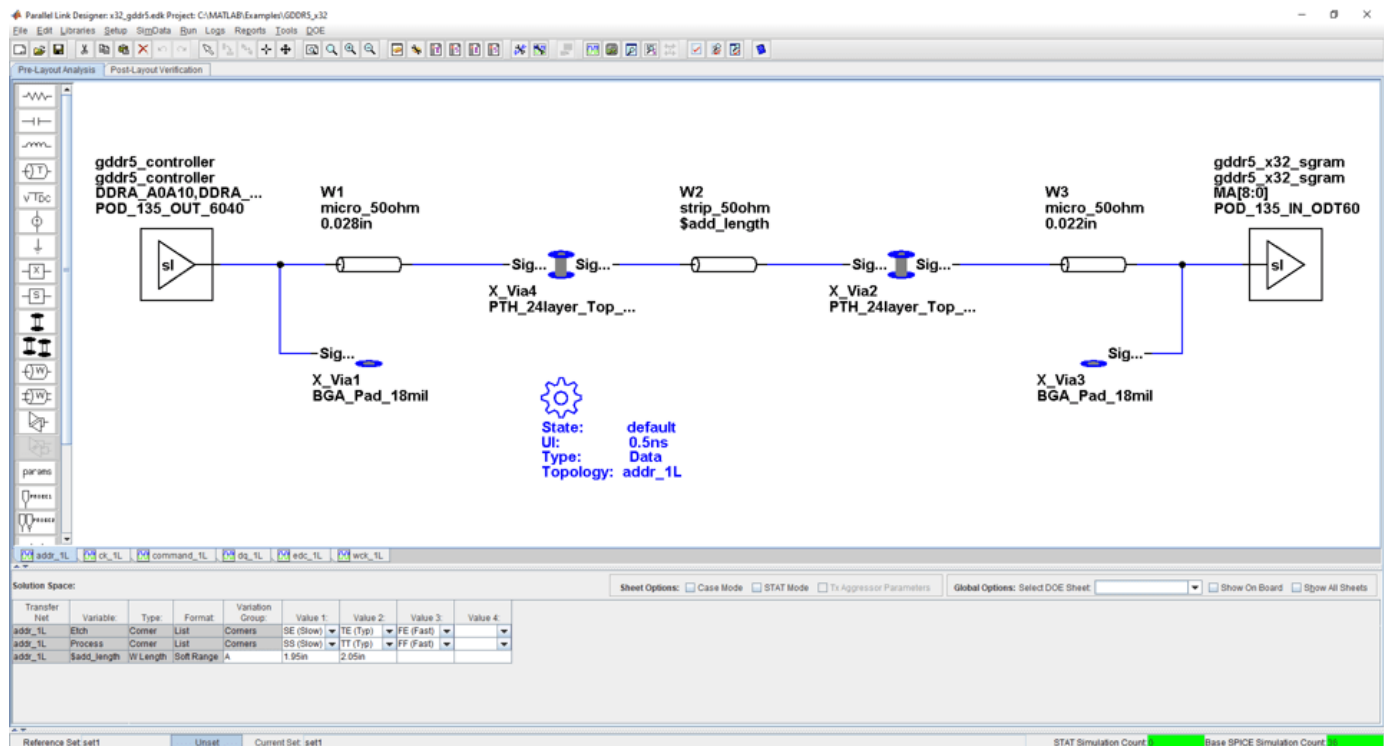 Parallel Link Designer: x32_gddr5.edk Project: C:\MATLAB\Examples\GDDR5_x32
File Edit Libraries Setup SimData Run Logs Reports Tools DOE
Pre-Layout Analysis Post-Layout Verification
gddr5_controller
gddr5_controller
DDRA_A0A10,DDRA_...
POD_135_OUT_6040
sI
W1
micro_50ohm
0.028in
Sig... Sig...
X_Via4
PTH_24layer_Top_...
W2
strip_50ohm
$add_length
Sig... Sig...
X_Via2
PTH_24layer_Top_...
W3
micro_50ohm
0.022in
gddr5_x32_sgram
gddr5_x32_sgram
MA[8:0]
POD_135_IN_ODT60
sI
Sig...
X_Via1
BGA_Pad_18mil
Sig...
X_Via3
BGA_Pad_18mil
State: default
UI: 0.5ns
Type: Data
Topology: addr_1L
T
V TDC
X
S
W
W
params
addr_1L ck_1L command_1L dq_1L edc_1L wck_1L
Solution Space:
Sheet Options: Case Mode STAT Mode Tx Aggressor Parameters Global Options: Select DOE Sheet: Show On Board Show All Sheets
Transfer Net Variable: Type: Format: Variation Group: Value 1: Value 2: Value 3: Value 4:
addr_1L Etch Corner List Corners SE (Slow) TE (Typ) FE (Fast)
addr_1L Process Corner List Corners SS (Slow) TT (Typ) FF (Fast)
addr_1L $add_length W Length Soft Range A 1.95in 2.05in
Reference Set: set1 Unset Current Set: set1 STAT Simulation Count: 0 Base SPICE Simulation Count: 36